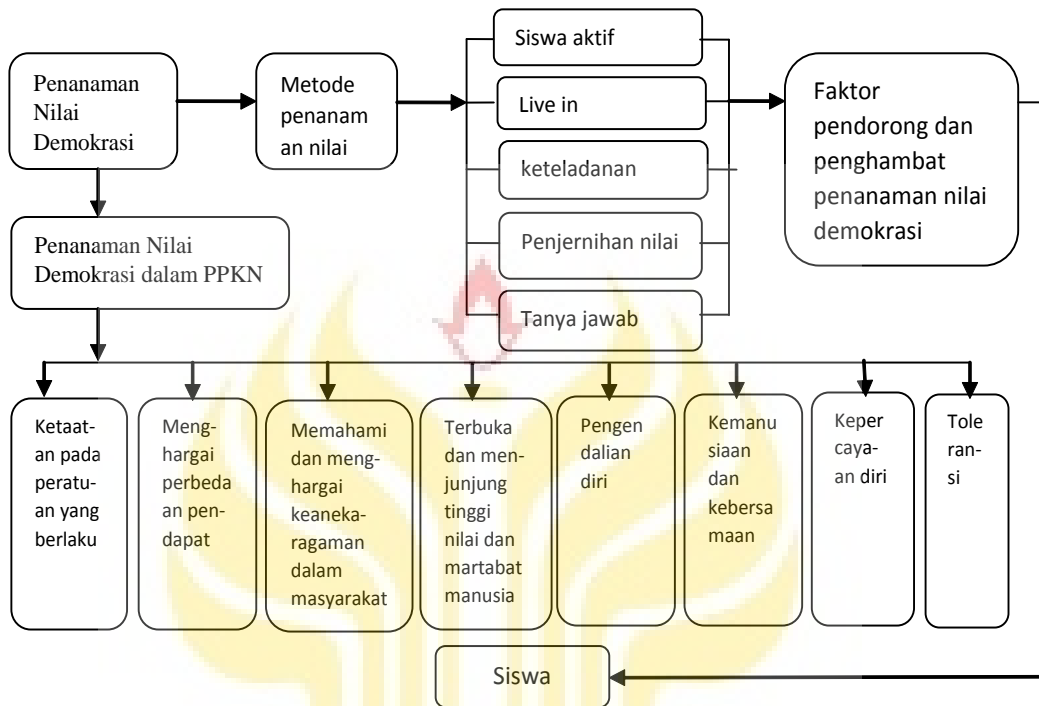 Penanaman
Nilai
Demokrasi
Metode
penanam
an nilai
Siswa aktif
Live in
keteladanan
Penjernihan nilai
Tanya jawab
Faktor
pendorong dan
penghambat
penanaman nilai
demokrasi
Penanaman Nilai
Demokrasi dalam PPKN
Ketaat-
an pada
peratu-
an yang
berlaku
Meng-
hargai
perbeda
an pen-
dapat
Memahami
dan meng-
hargai
keaneka-
ragaman
dalam
masyarakat
Terbuka
dan men-
junjung
tinggi
nilai dan
martabat
manusia
Pengen
dalian
diri
Kemanu
siaan
dan
kebersa
maan
Keper
caya-
an diri
Tole
ran-
si
Siswa